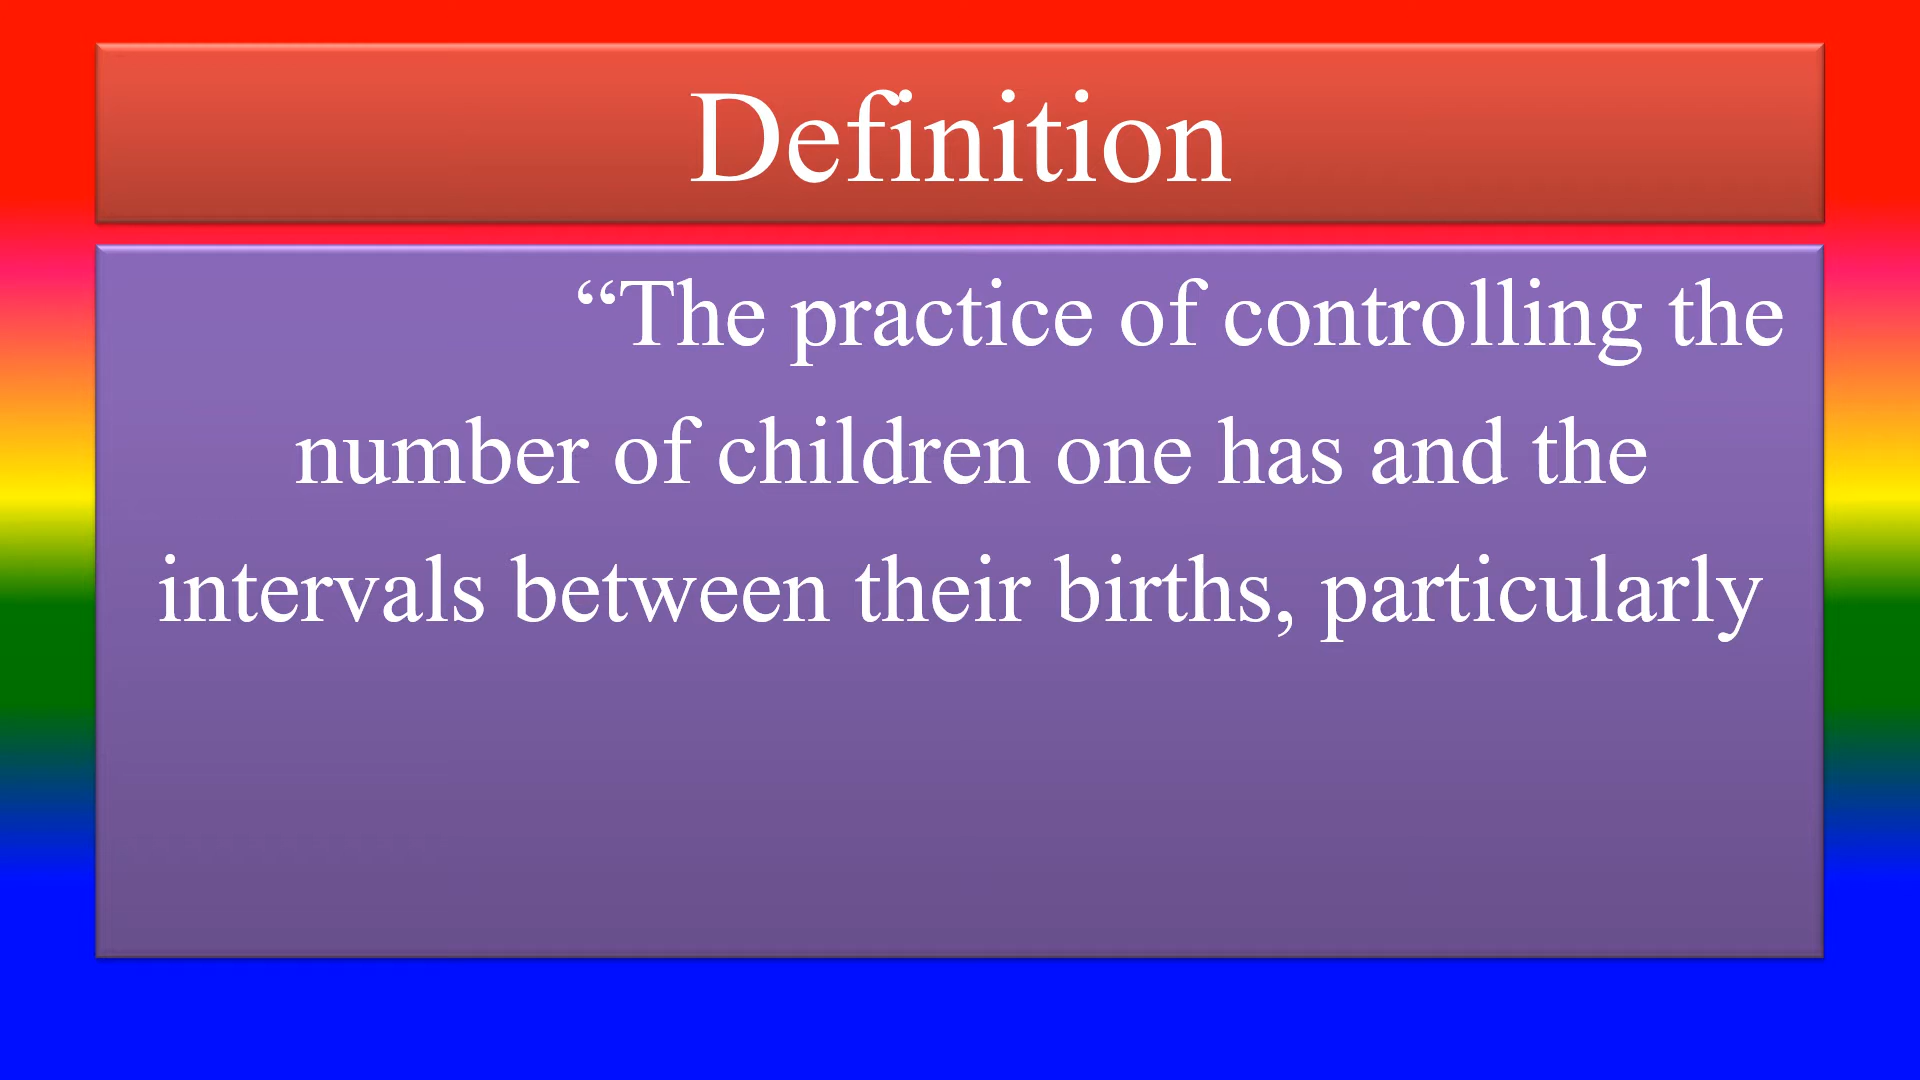 Definition
“The practice of controlling the
number of children one has and the
intervals between their births, particularly